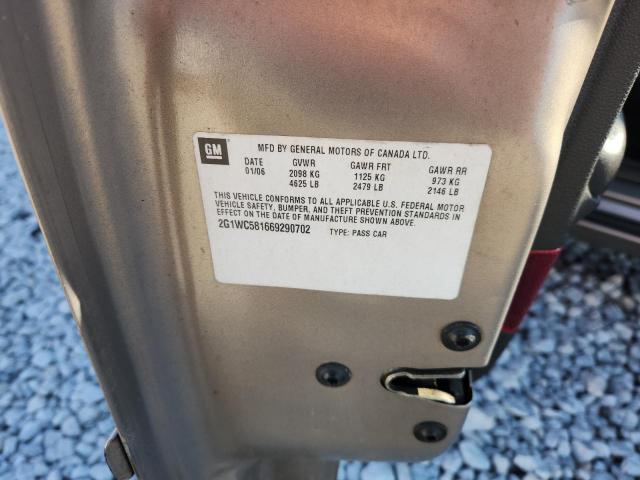 GM
MFD BY GENERAL MOTORS OF CANADA LTD.
DATE GVWR GAWR FRT GAWR RR
01/06 2098 KG 1125 KG 973 KG
4625 LB 2479 LB 2146 LB
THIS VEHICLE CONFORMS TO ALL APPLICABLE U.S. FEDERAL MOTOR
VEHICLE SAFETY, BUMPER, AND THEFT PREVENTION STANDARDS IN
EFFECT ON THE DATE OF MANUFACTURE SHOWN ABOVE.
2G1WC581669290702 TYPE: PASS CAR